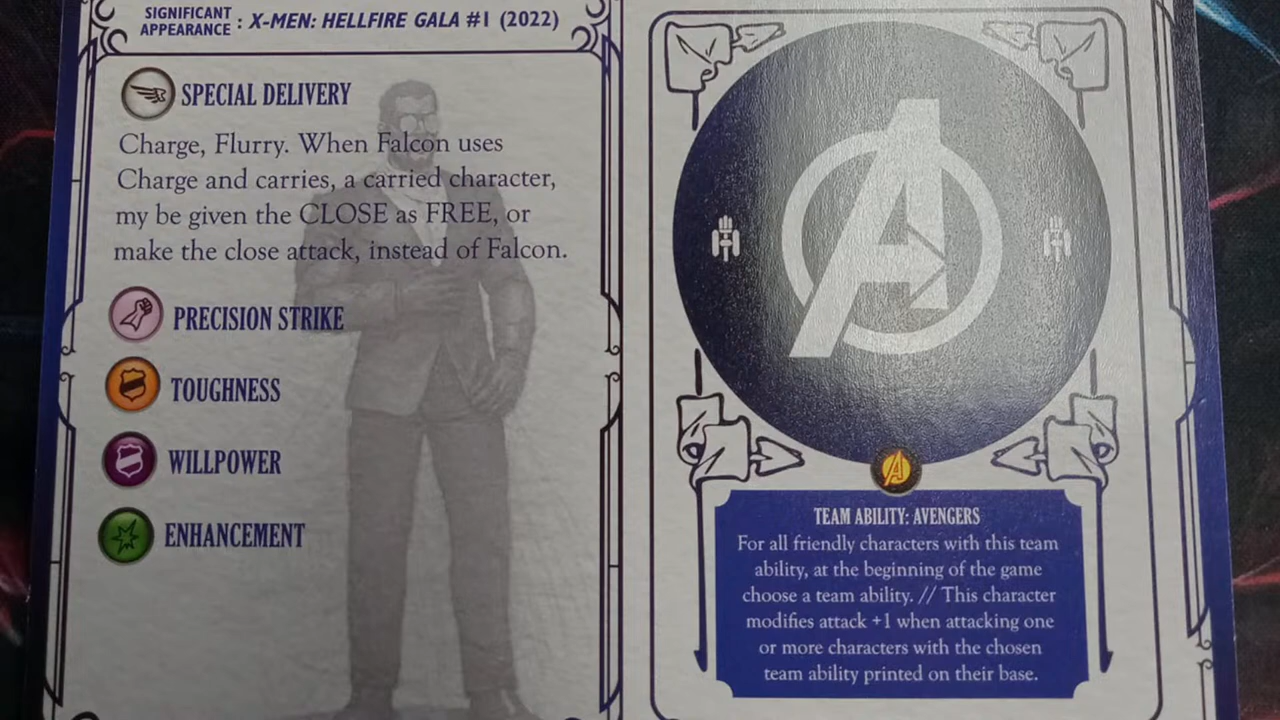 SIGNIFICANT
APPEARANCE : X-MEN: HELLFIRE GALA #1 (2022)
SPECIAL DELIVERY
Charge, Flurry. When Falcon uses
Charge and carries, a carried character,
my be given the CLOSE as FREE, or
make the close attack, instead of Falcon.
PRECISION STRIKE
TOUGHNESS
WILLPOWER
ENHANCEMENT
A
A
TEAM ABILITY: AVENGERS
For all friendly characters with this team
ability, at the beginning of the game
choose a team ability. // This character
modifies attack +1 when attacking one
or more characters with the chosen
team ability printed on their base.